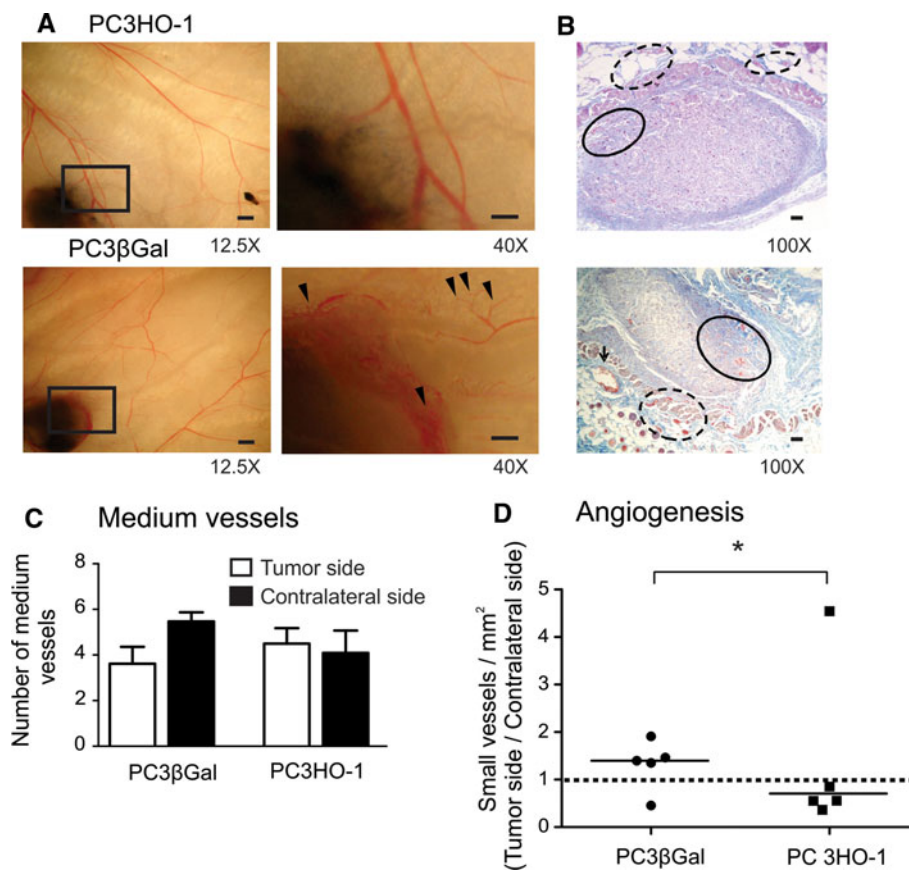 A
PC3HO-1
12.5X
40X
PC3βGal
12.5X
40X
B
100X
100X
C Medium vessels
Number of medium
vessels
8
6
4
2
0
Tumor side
Contralateral side
PC3βGal
PC3HO-1
D Angiogenesis
*
Small vessels / mm²
(Tumor side / Contralateral side)
5
4
3
2
1
0
PC3βGal
PC 3HO-1